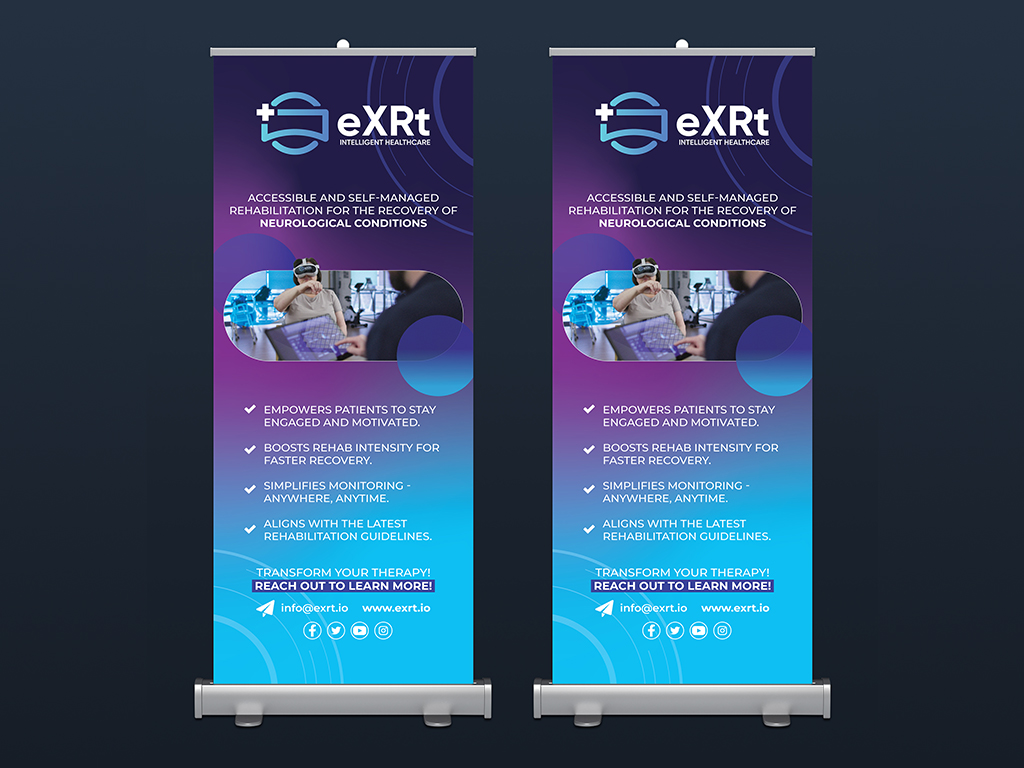 eXRt
INTELLIGENT HEALTHCARE
ACCESSIBLE AND SELF-MANAGED
REHABILITATION FOR THE RECOVERY OF
NEUROLOGICAL CONDITIONS
EMPOWERS PATIENTS TO STAY
ENGAGED AND MOTIVATED.
BOOSTS REHAB INTENSITY FOR
FASTER RECOVERY.
SIMPLIFIES MONITORING -
ANYWHERE, ANYTIME.
ALIGNS WITH THE LATEST
REHABILITATION GUIDELINES.
TRANSFORM YOUR THERAPY!
REACH OUT TO LEARN MORE!
info@exrt.io www.exrt.io
eXRt
INTELLIGENT HEALTHCARE
ACCESSIBLE AND SELF-MANAGED
REHABILITATION FOR THE RECOVERY OF
NEUROLOGICAL CONDITIONS
EMPOWERS PATIENTS TO STAY
ENGAGED AND MOTIVATED.
BOOSTS REHAB INTENSITY FOR
FASTER RECOVERY.
SIMPLIFIES MONITORING -
ANYWHERE, ANYTIME.
ALIGNS WITH THE LATEST
REHABILITATION GUIDELINES.
TRANSFORM YOUR THERAPY!
REACH OUT TO LEARN MORE!
info@exrt.io www.exrt.io